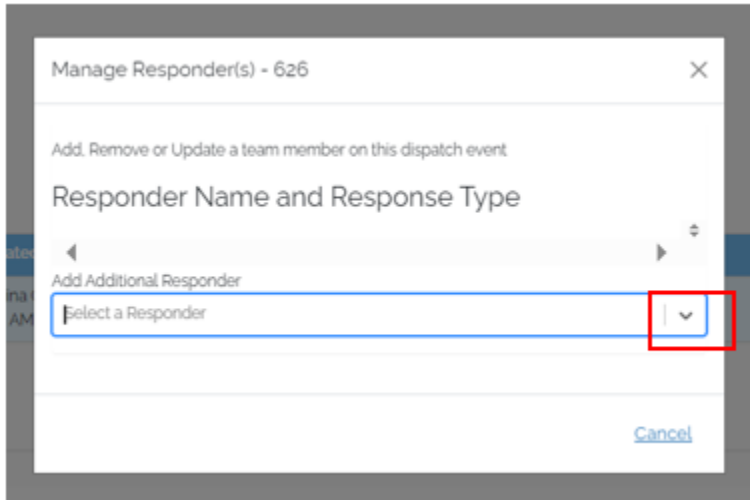 Manage Responder(s) - 626
Add, Remove or Update a team member on this dispatch event
Responder Name and Response Type
Add Additional Responder
Select a Responder
AM
Cancel